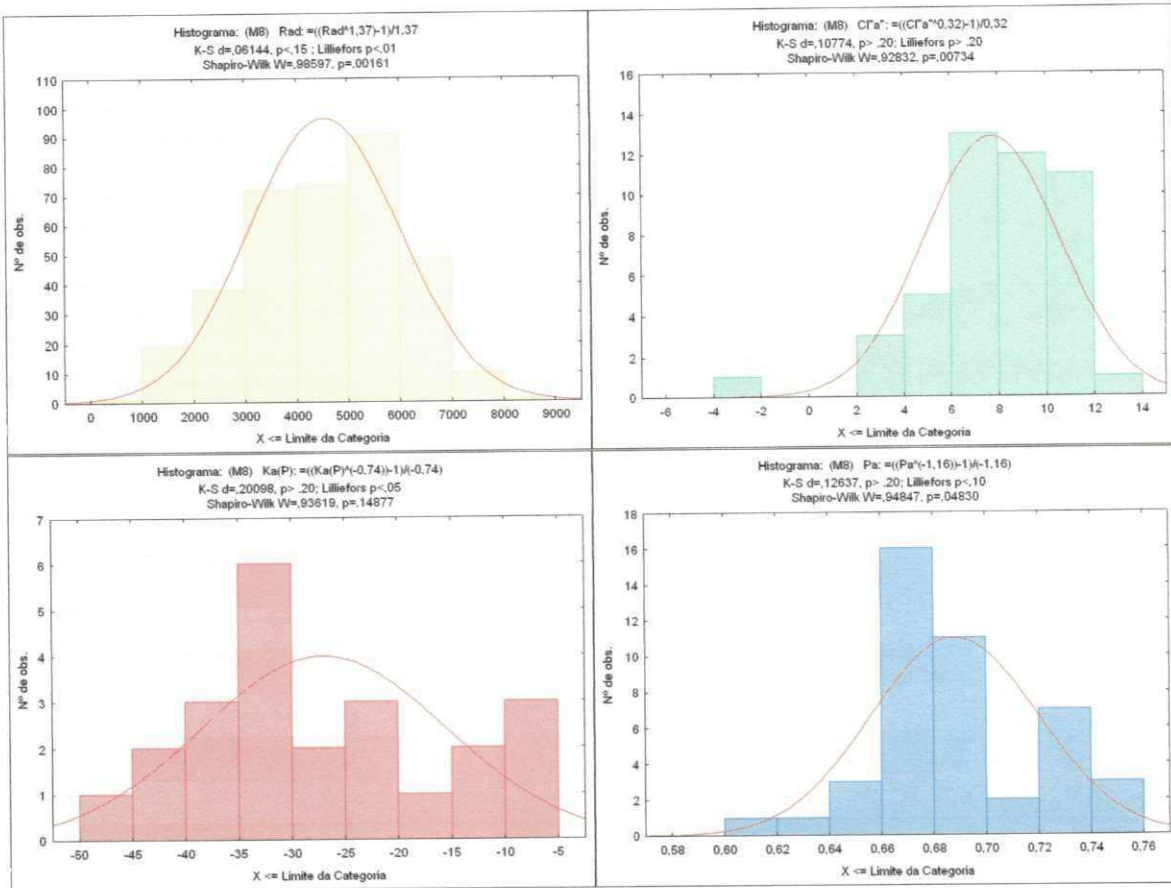 Histograma: (M8) Rad: =((Rad^1,37)-1)/1,37
K-S d=,06144, p<,15 ; Lilliefors p<,01
Shapiro-Wilk W=,98597, p=,00161
110
100
90
80
70
60
50
40
30
20
10
0
Nº de obs.
0 1000 2000 3000 4000 5000 6000 7000 8000 9000
X <= Limite da Categoria
Histograma: (M8) Cl'a": =((Cl'a"^0,32)-1)/0,32
K-S d=,10774, p> .20; Lilliefors p> .20
Shapiro-Wilk W=,92832, p=,00734
16
14
12
10
8
6
4
2
0
Nº de obs.
-6 -4 -2 0 2 4 6 8 10 12 14
X <= Limite da Categoria
Histograma: (M8) Ka(P): =((Ka(P)^(-0,74))-1)/(-0,74)
K-S d=,20098, p> .20; Lilliefors p<,05
Shapiro-Wilk W=,93619, p=,14877
7
6
5
4
3
2
1
0
Nº de obs.
-50 -45 -40 -35 -30 -25 -20 -15 -10 -5
X <= Limite da Categoria
Histograma: (M8) Pa: =((Pa^(-1,16))-1)/(-1,16)
K-S d=,12637, p> .20; Lilliefors p<,10
Shapiro-Wilk W=,94847, p=,04830
18
16
14
12
10
8
6
4
2
0
Nº de obs.
0,58 0,60 0,62 0,64 0,66 0,68 0,70 0,72 0,74 0,76
X <= Limite da Categoria